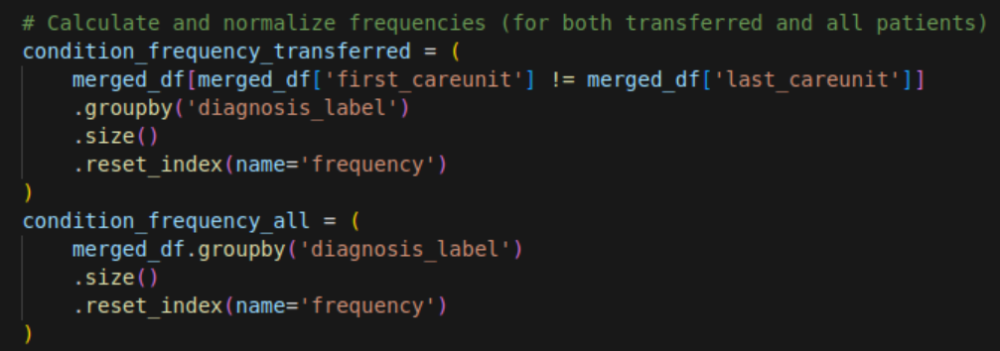 # Calculate and normalize frequencies (for both transferred and all patients)
condition_frequency_transferred = (
    merged_df[merged_df['first_careunit'] != merged_df['last_careunit']]
    .groupby('diagnosis_label')
    .size()
    .reset_index(name='frequency')
)
condition_frequency_all = (
    merged_df.groupby('diagnosis_label')
    .size()
    .reset_index(name='frequency')
)